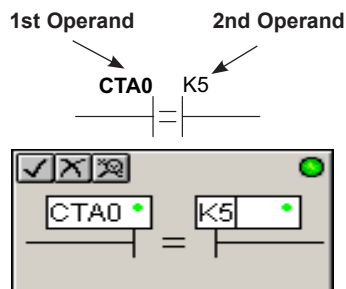 1st Operand 2nd Operand
CTA0 K5
=
CTA0 K5
=